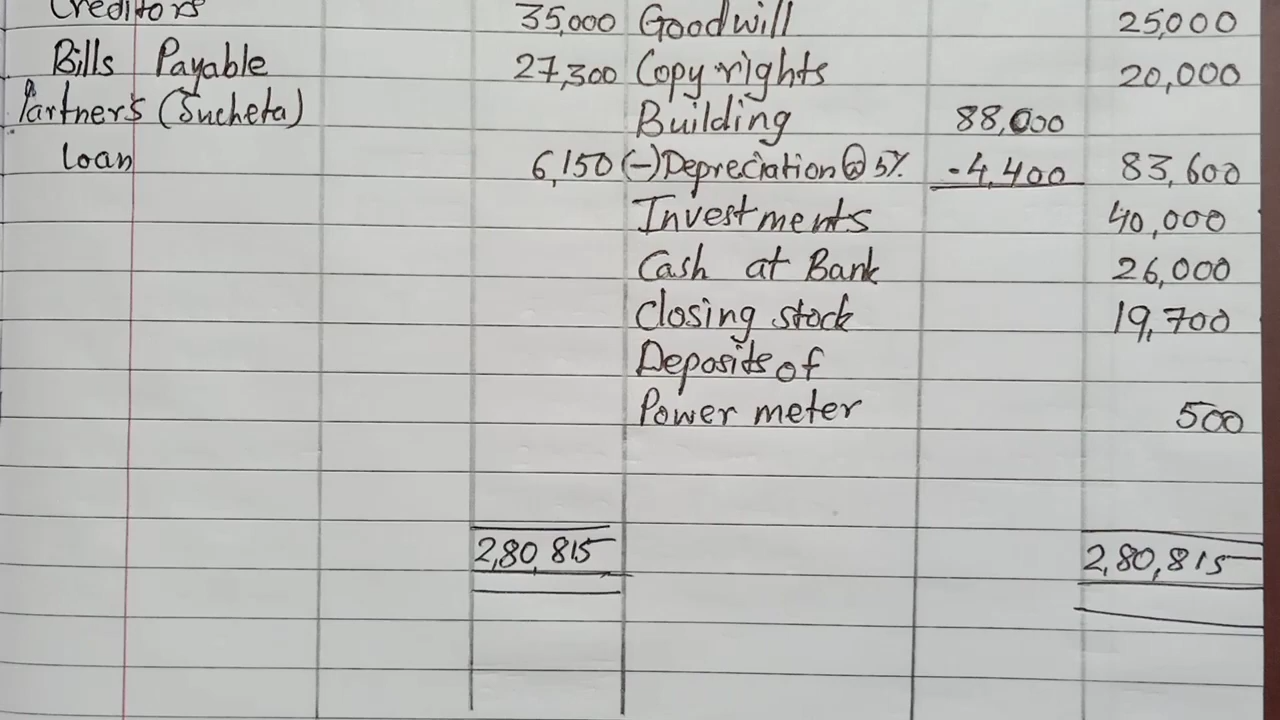 Creditors 35,000 Goodwill 25,000
Bills Payable 27,300 Copy rights 20,000
Partner's (Sucheta) Building 88,000
loan 6,150 (-) Depreciation @ 5% -4,400 83,600
Investments 40,000
Cash at Bank 26,000
Closing stock 19,700
Deposits of
Power meter 500
2,80,815 2,80,815